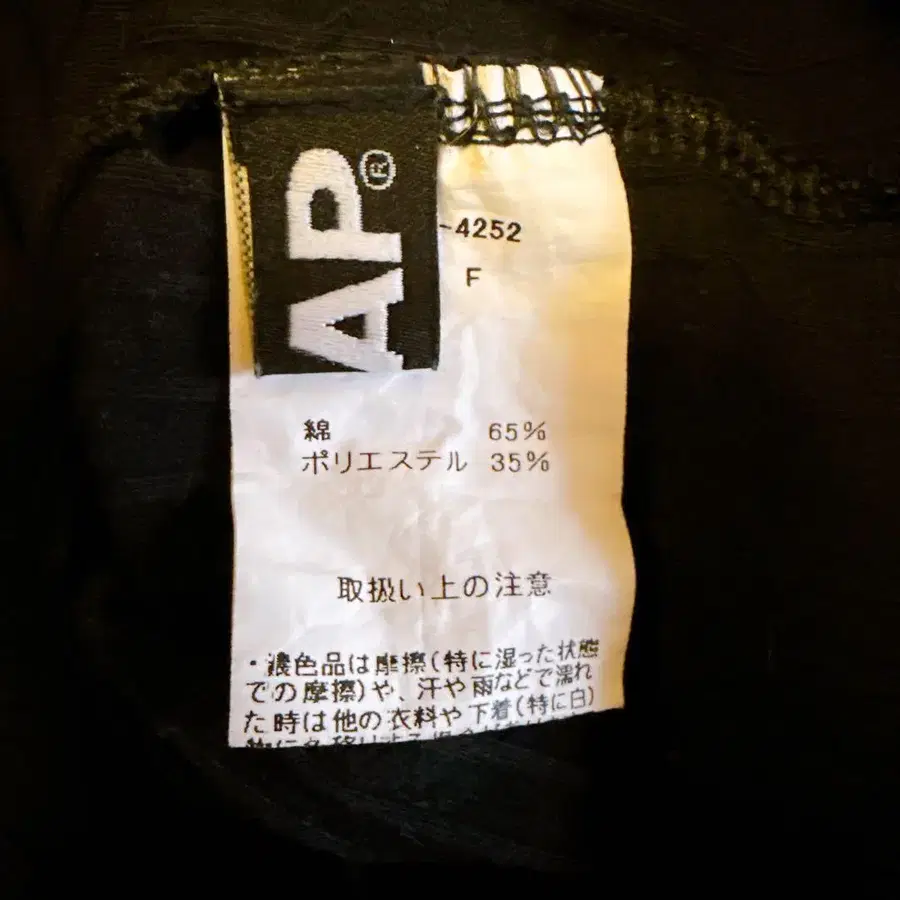 AP®
-4252
F
綿 65%
ポリエステル 35%
取扱い上の注意
・濃色品は摩擦(特に湿った状態
での摩擦)や、汗や雨などで濡れ
た時は他の衣料や下着(特に白)